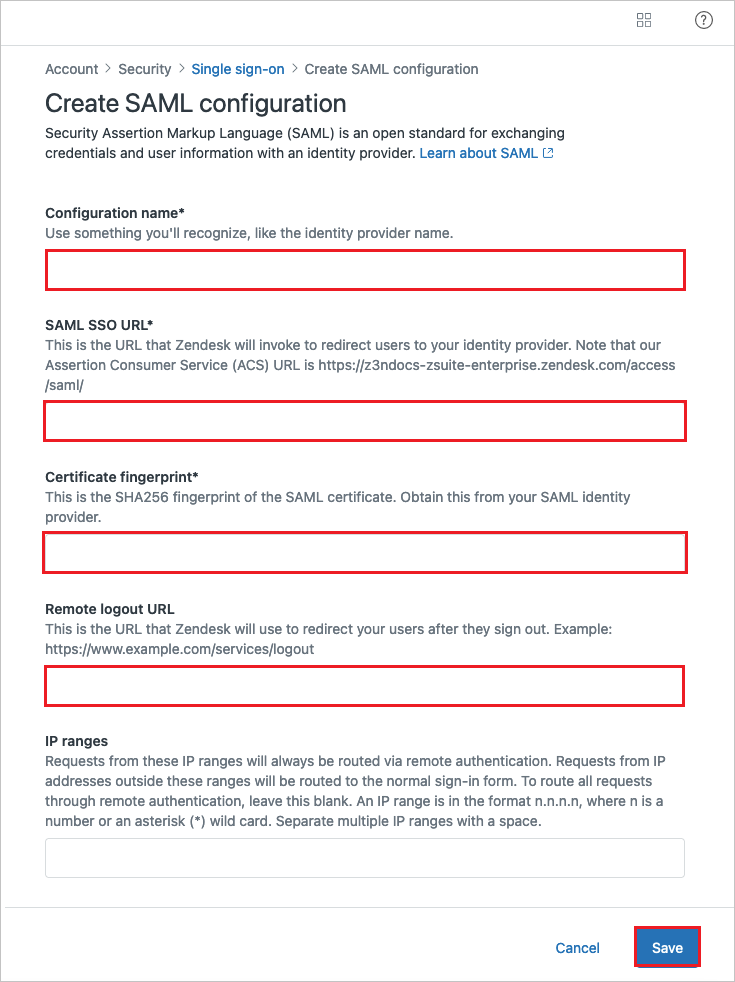 Account > Security > Single sign-on > Create SAML configuration
Create SAML configuration
Security Assertion Markup Language (SAML) is an open standard for exchanging
credentials and user information with an identity provider. Learn about SAML
Configuration name*
Use something you'll recognize, like the identity provider name.
SAML SSO URL*
This is the URL that Zendesk will invoke to redirect users to your identity provider. Note that our
Assertion Consumer Service (ACS) URL is https://z3ndocs-zsuite-enterprise.zendesk.com/access
/saml/
Certificate fingerprint*
This is the SHA256 fingerprint of the SAML certificate. Obtain this from your SAML identity
provider.
Remote logout URL
This is the URL that Zendesk will use to redirect your users after they sign out. Example:
https://www.example.com/services/logout
IP ranges
Requests from these IP ranges will always be routed via remote authentication. Requests from IP
addresses outside these ranges will be routed to the normal sign-in form. To route all requests
through remote authentication, leave this blank. An IP range is in the format n.n.n.n, where n is a
number or an asterisk (*) wild card. Separate multiple IP ranges with a space.
Cancel Save